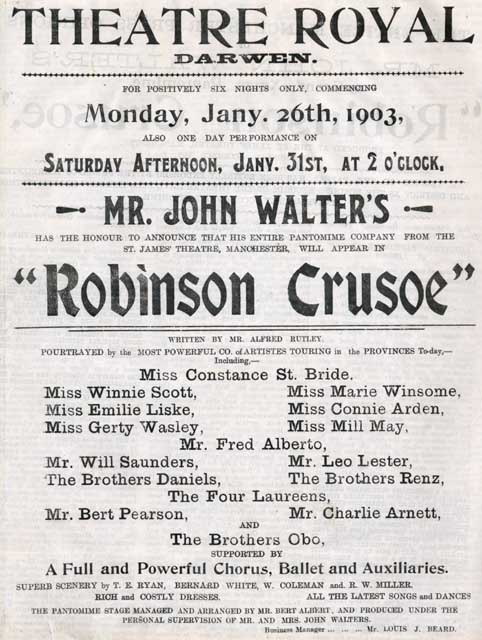 THEATRE ROYAL
DARWEN.
FOR POSITIVELY SIX NIGHTS ONLY, COMMENCING
Monday, Jany. 26th, 1903,
ALSO ONE DAY PERFORMANCE ON
SATURDAY AFTERNOON, JANY. 31ST, AT 2 O'CLOCK,
MR. JOHN WALTER'S
HAS THE HONOUR TO ANNOUNCE THAT HIS ENTIRE PANTOMIME COMPANY FROM THE
ST. JAMES' THEATRE, MANCHESTER, WILL APPEAR IN
"Robinson Crusoe"
WRITTEN BY MR. ALFRED RUTLEY.
POURTRAYED by the MOST POWERFUL CO. of ARTISTES TOURING in the PROVINCES To-day,—
Including,—
Miss Constance St. Bride.
Miss Winnie Scott, Miss Marie Winsome,
Miss Emilie Liske, Miss Connie Arden,
Miss Gerty Wasley, Miss Mill May,
Mr. Fred Alberto,
Mr. Will Saunders, Mr. Leo Lester,
The Brothers Daniels, The Brothers Renz,
The Four Laureens,
Mr. Bert Pearson, Mr. Charlie Arnett,
AND
The Brothers Obo,
SUPPORTED BY
A Full and Powerful Chorus, Ballet and Auxiliaries.
SUPERB SCENERY by T. E. RYAN, BERNARD WHITE, W. COLEMAN and R. W. MILLER.
RICH and COSTLY DRESSES. ALL THE LATEST SONGS and DANCES
THE PANTOMIME STAGE MANAGED AND ARRANGED BY MR. BERT ALBERT, AND PRODUCED UNDER THE
PERSONAL SUPERVISION OF MR. AND MRS. JOHN WALTERS.
Business Manager ... ... ... Mr. LOUIS J. BEARD.